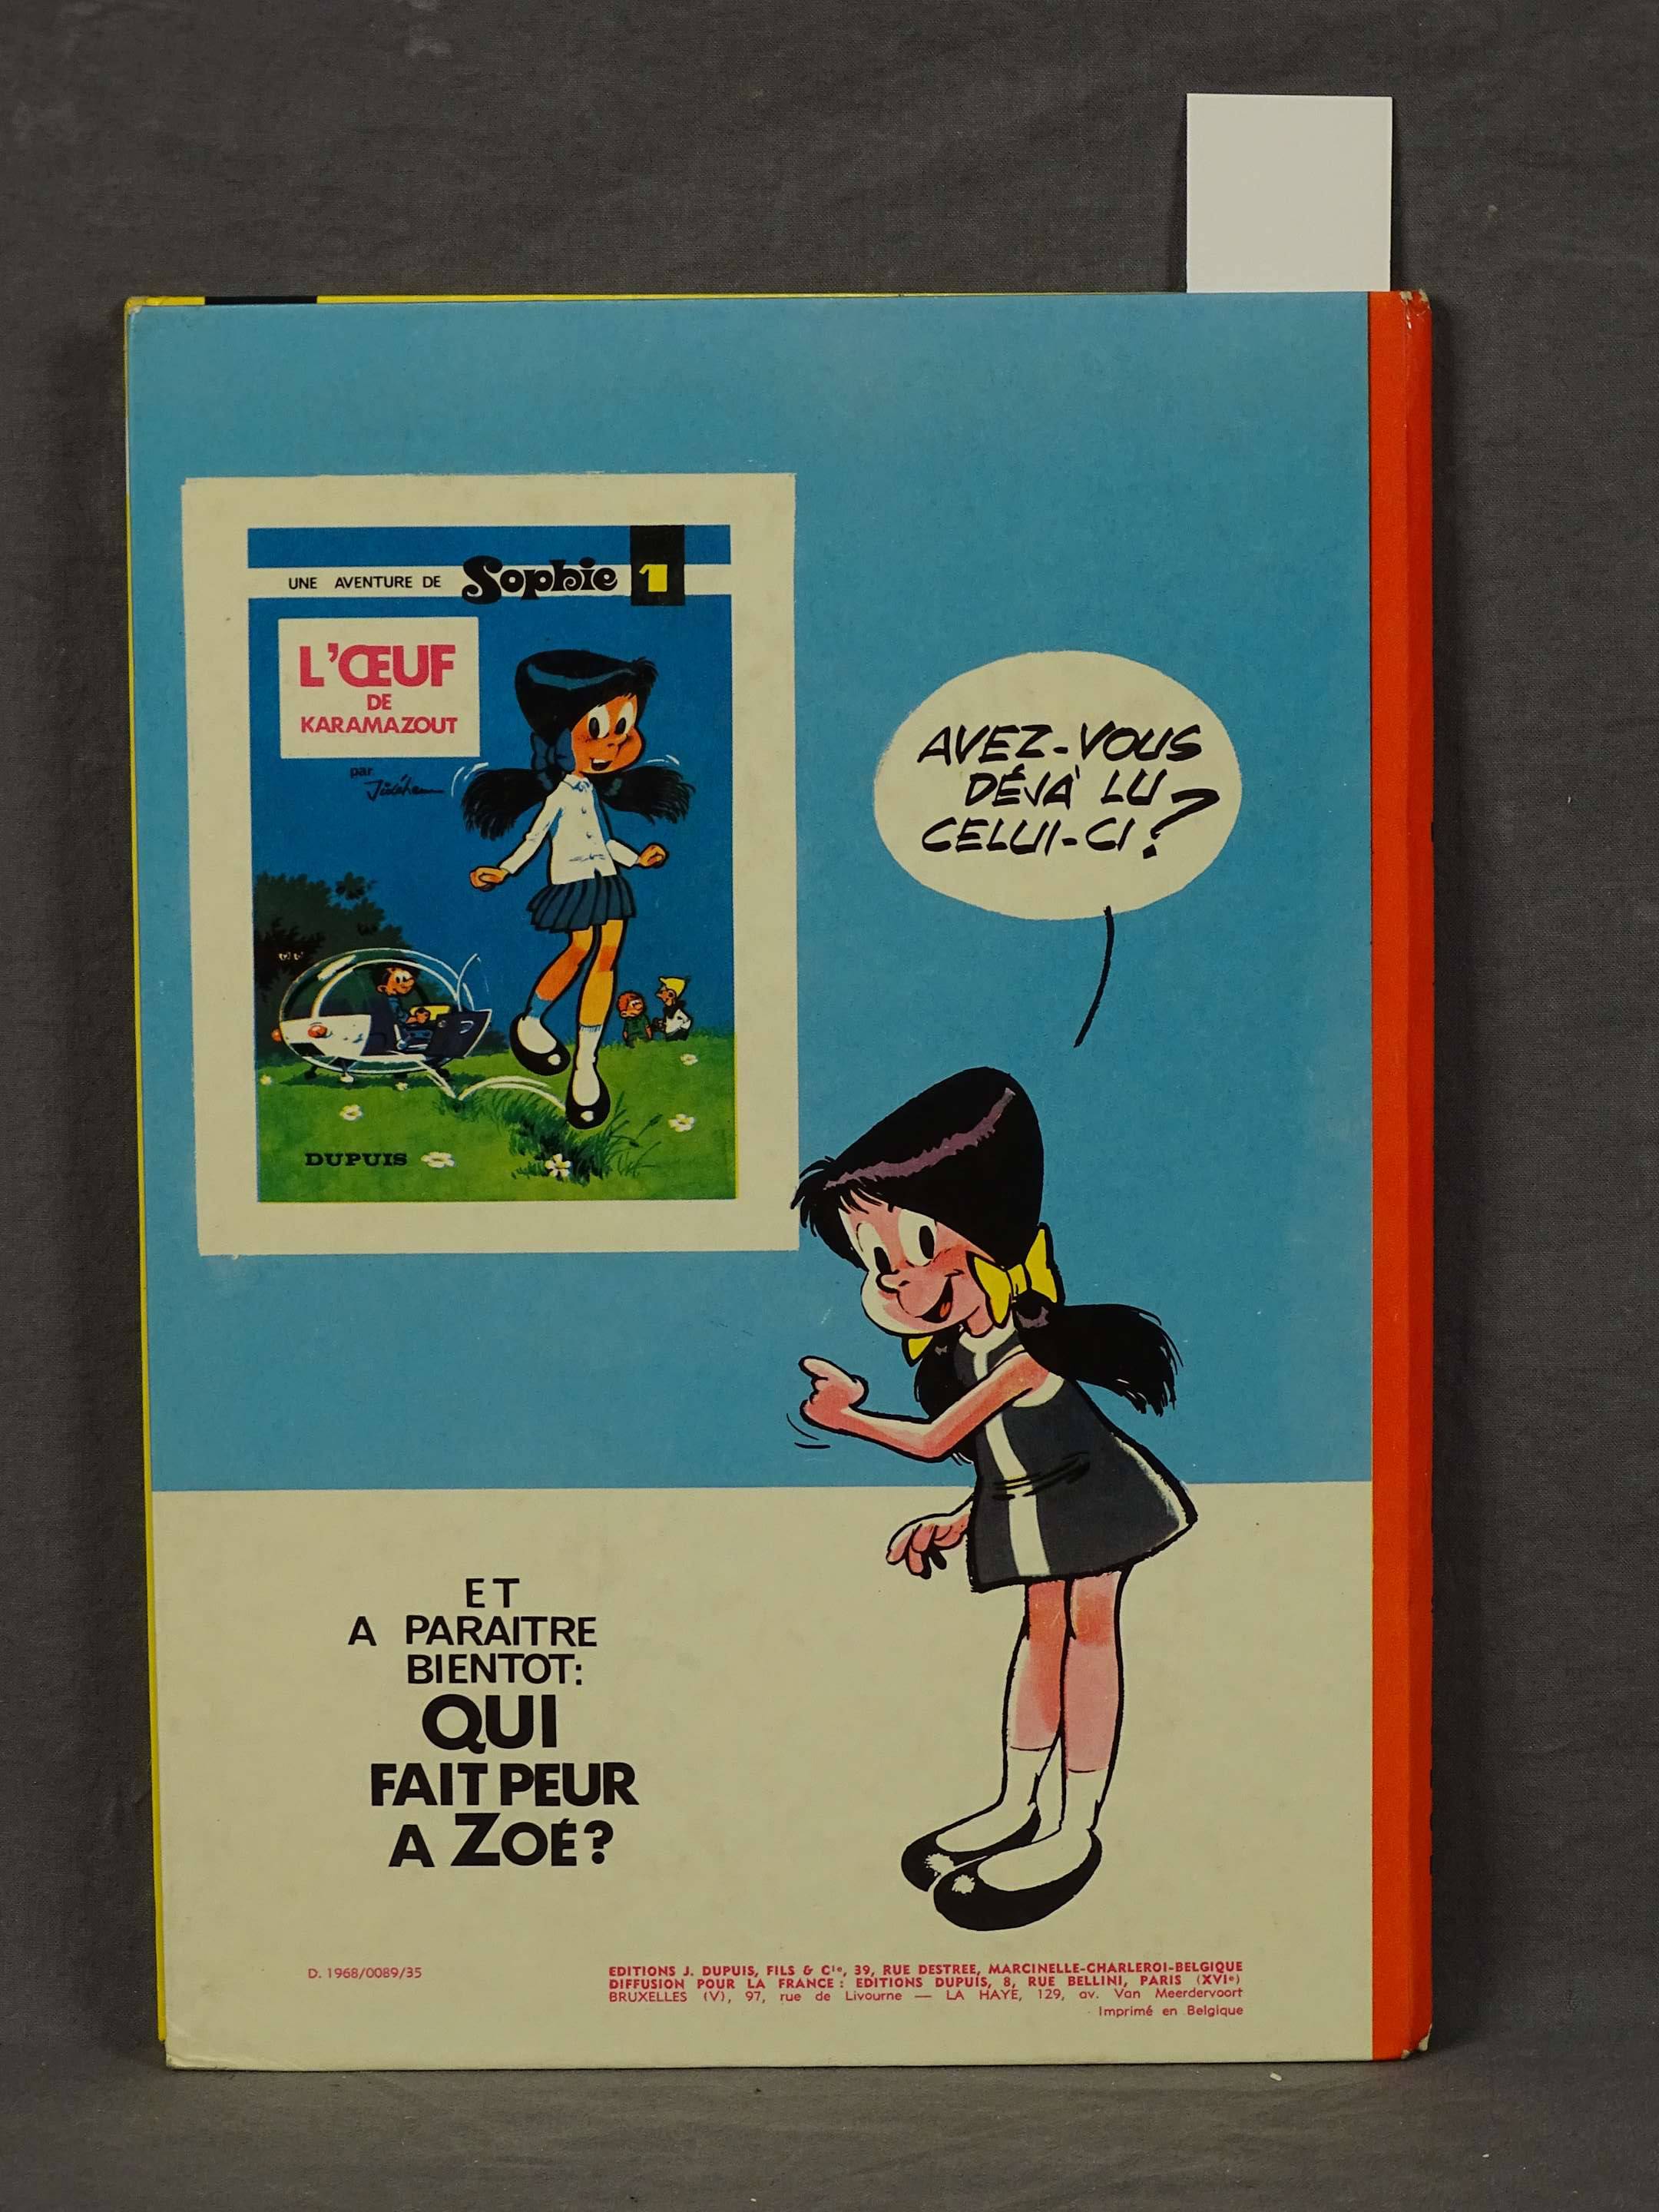 UNE AVENTURE DE Sophie 1
L'ŒUF
DE
KARAMAZOUT
par
Jidéhem
DUPUIS
AVEZ-VOUS
DÉJÀ LU
CELUI-CI?
ET
A PARAITRE
BIENTOT:
QUI
FAIT PEUR
A ZOÉ?
D. 1968/0089/35
EDITIONS J. DUPUIS, FILS & Cie, 39, RUE DESTREE, MARCINELLE-CHARLEROI-BELGIQUE
DIFFUSION POUR LA FRANCE : EDITIONS DUPUIS, 8, RUE BELLINI, PARIS (XVIe)
BRUXELLES (V), 97, rue de Livourne — LA HAYE, 129, av. Van Meerdervoort
Imprimé en Belgique